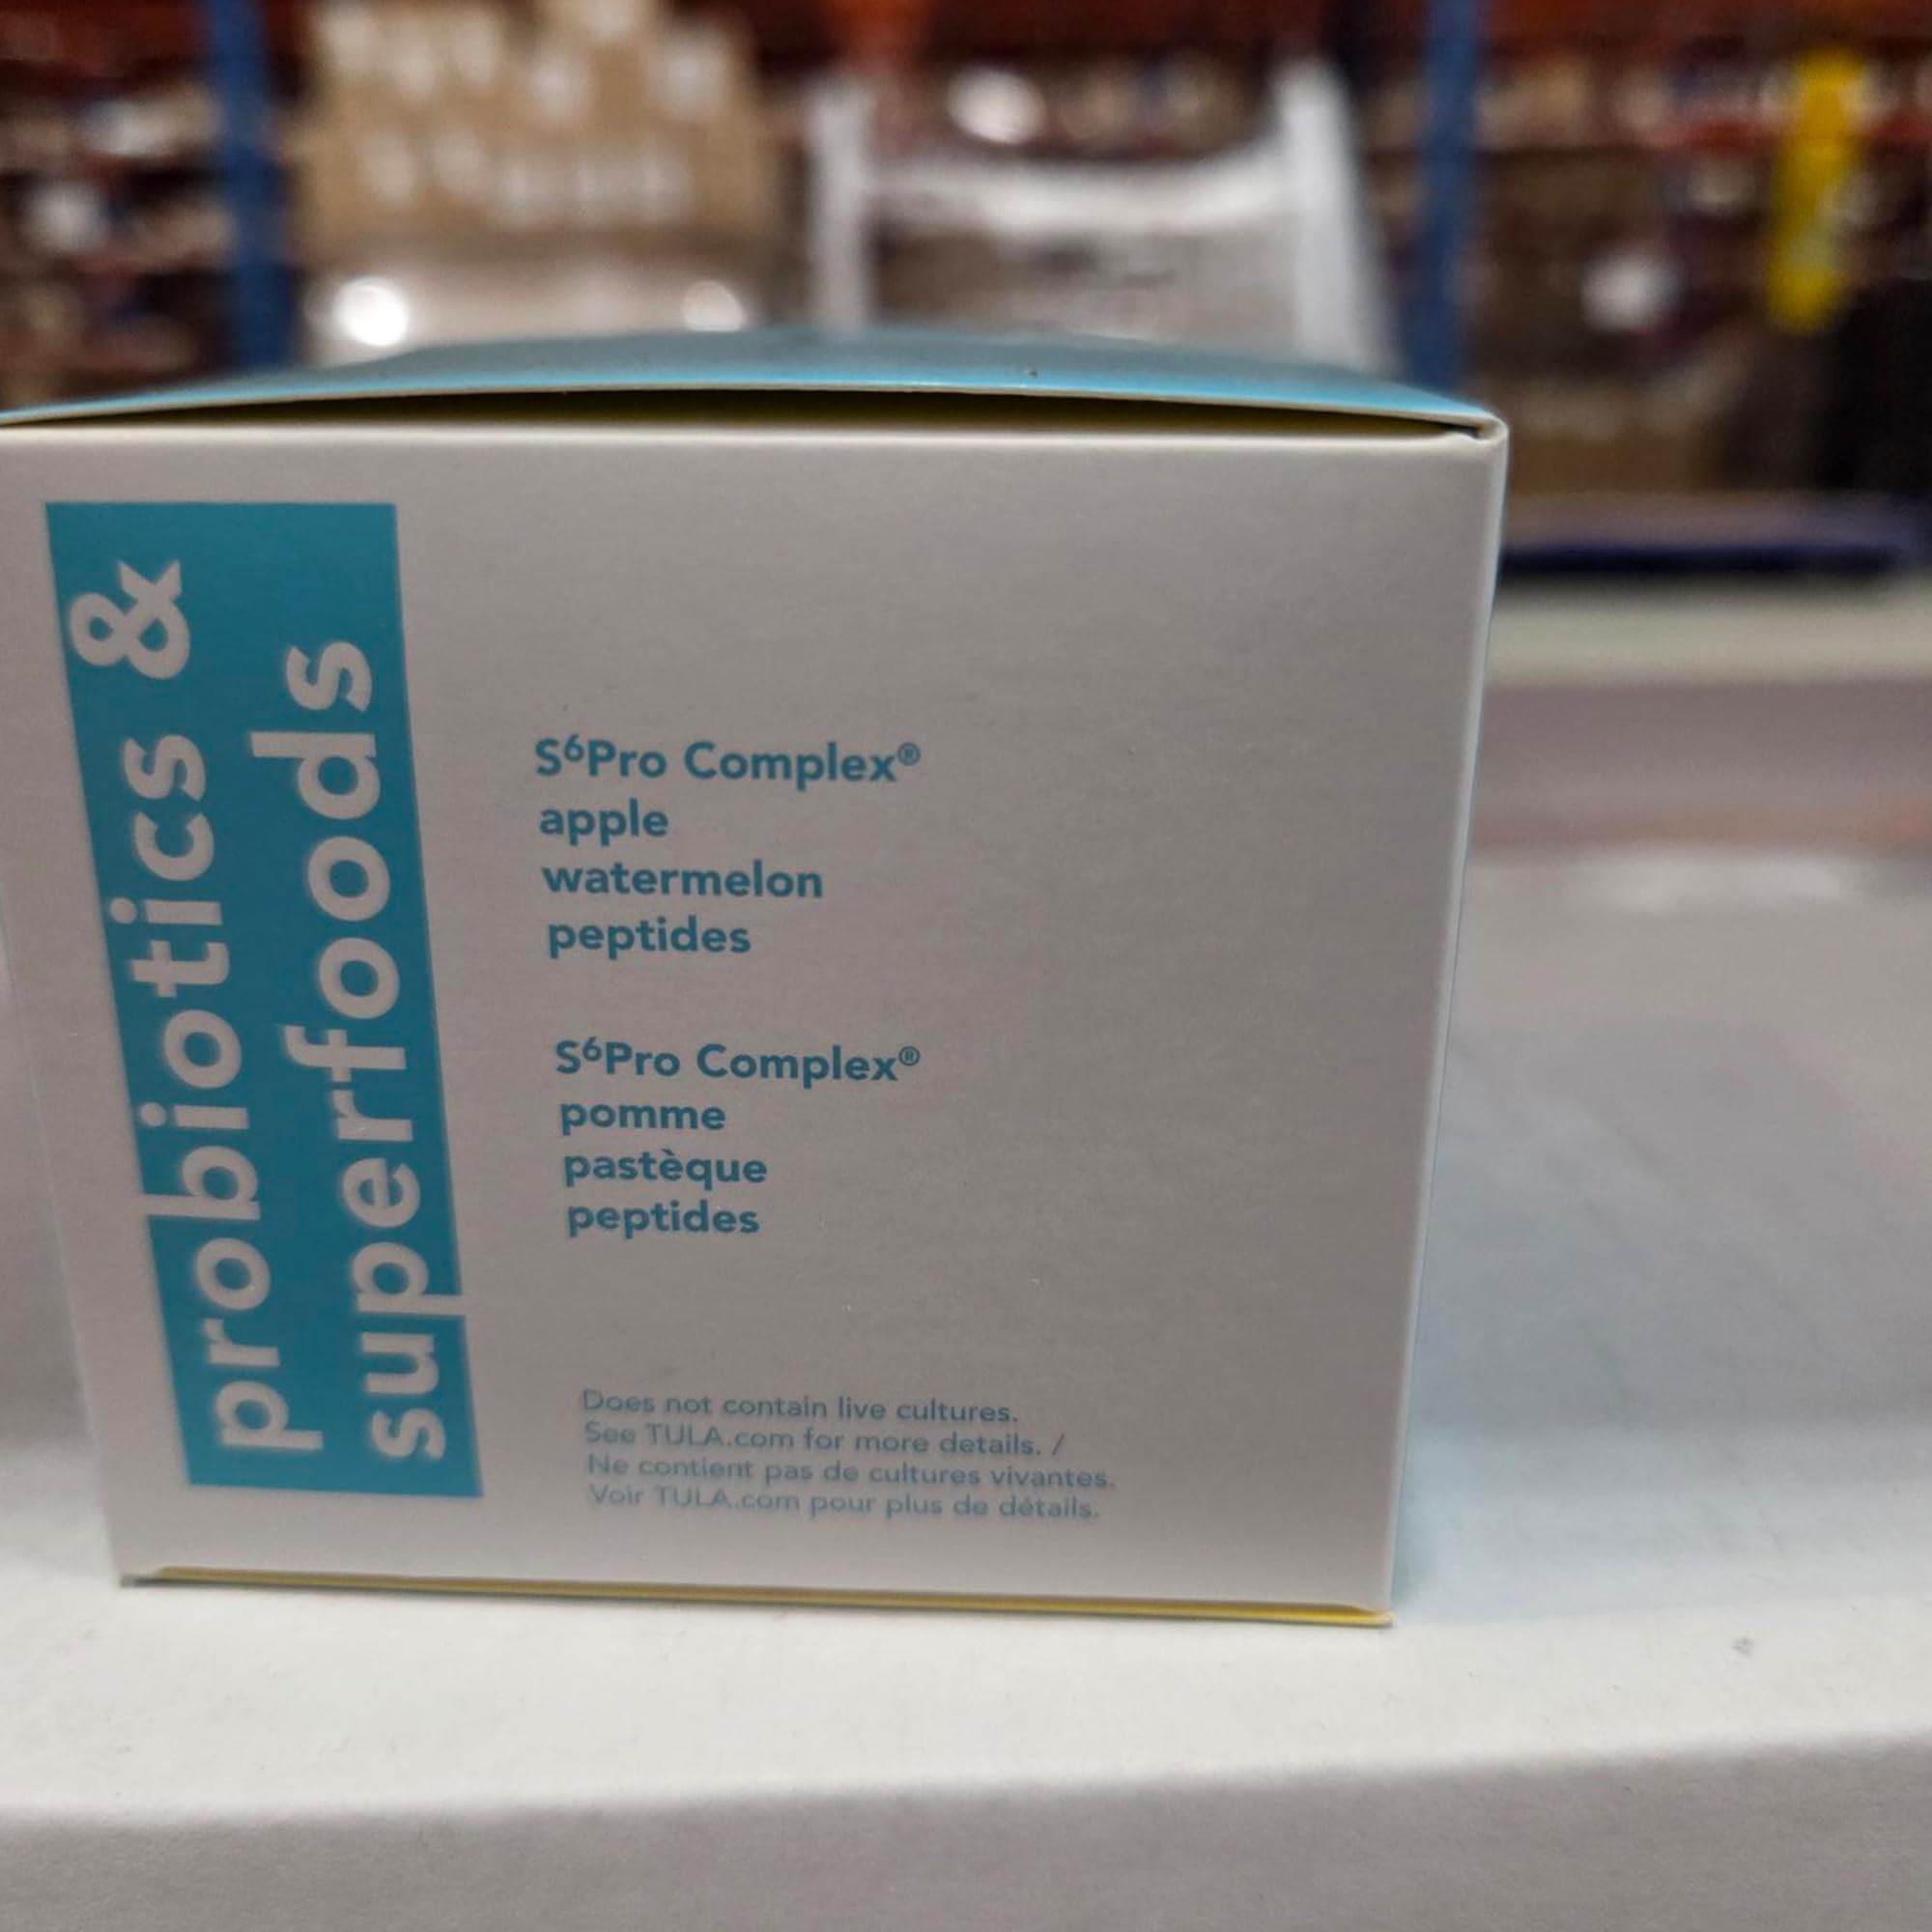 probiotics &
superfoods
S⁶Pro Complex®
apple
watermelon
peptides
S⁶Pro Complex®
pomme
pastèque
peptides
Does not contain live cultures.
See TULA.com for more details. /
Ne contient pas de cultures vivantes.
Voir TULA.com pour plus de détails.